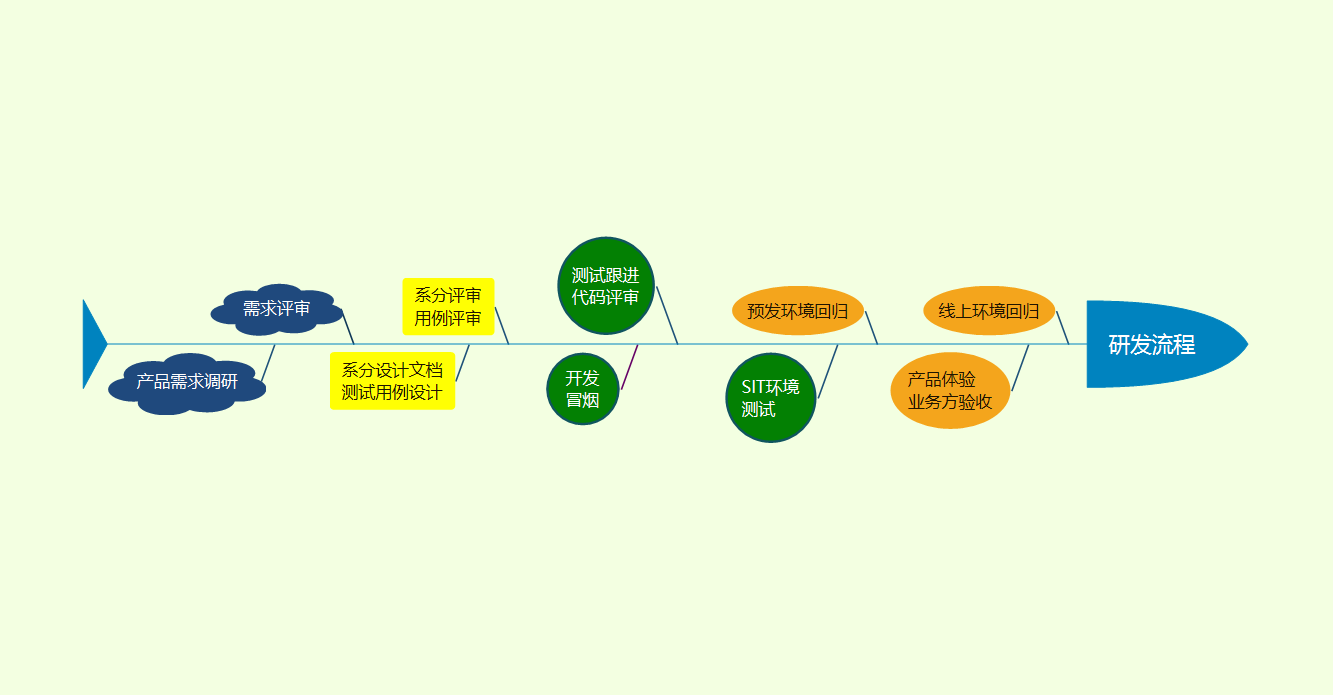 需求评审
产品需求调研
系分评审
用例评审
系分设计文档
测试用例设计
测试跟进
代码评审
开发
冒烟
预发环境回归
SIT环境
测试
线上环境回归
产品体验
业务方验收
研发流程